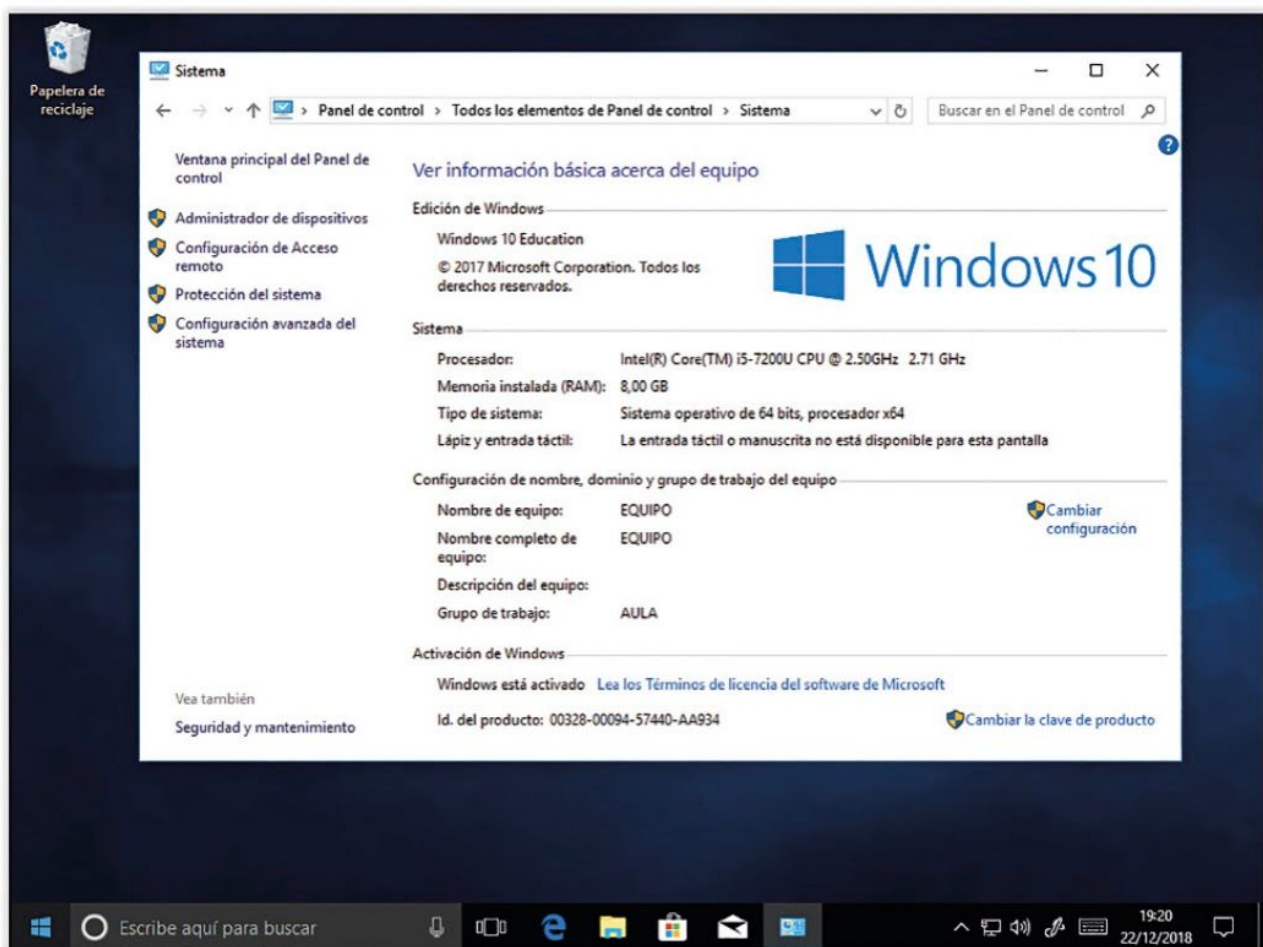 Papelera de
reciclaje
Sistema
Panel de control > Todos los elementos de Panel de control > Sistema
Buscar en el Panel de control
Ventana principal del Panel de
control
Administrador de dispositivos
Configuración de Acceso
remoto
Protección del sistema
Configuración avanzada del
sistema
Vea también
Seguridad y mantenimiento
Ver información básica acerca del equipo
Edición de Windows
Windows 10 Education
© 2017 Microsoft Corporation. Todos los
derechos reservados.
Windows 10
Sistema
Procesador: Intel(R) Core(TM) i5-7200U CPU @ 2.50GHz 2.71 GHz
Memoria instalada (RAM): 8,00 GB
Tipo de sistema: Sistema operativo de 64 bits, procesador x64
Lápiz y entrada táctil: La entrada táctil o manuscrita no está disponible para esta pantalla
Configuración de nombre, dominio y grupo de trabajo del equipo
Nombre de equipo: EQUIPO
Cambiar
configuración
Nombre completo de
equipo:
EQUIPO
Descripción del equipo:
Grupo de trabajo: AULA
Activación de Windows
Windows está activado Lea los Términos de licencia del software de Microsoft
Id. del producto: 00328-00094-57440-AA934
Cambiar la clave de producto
Escribe aquí para buscar
19:20
22/12/2018